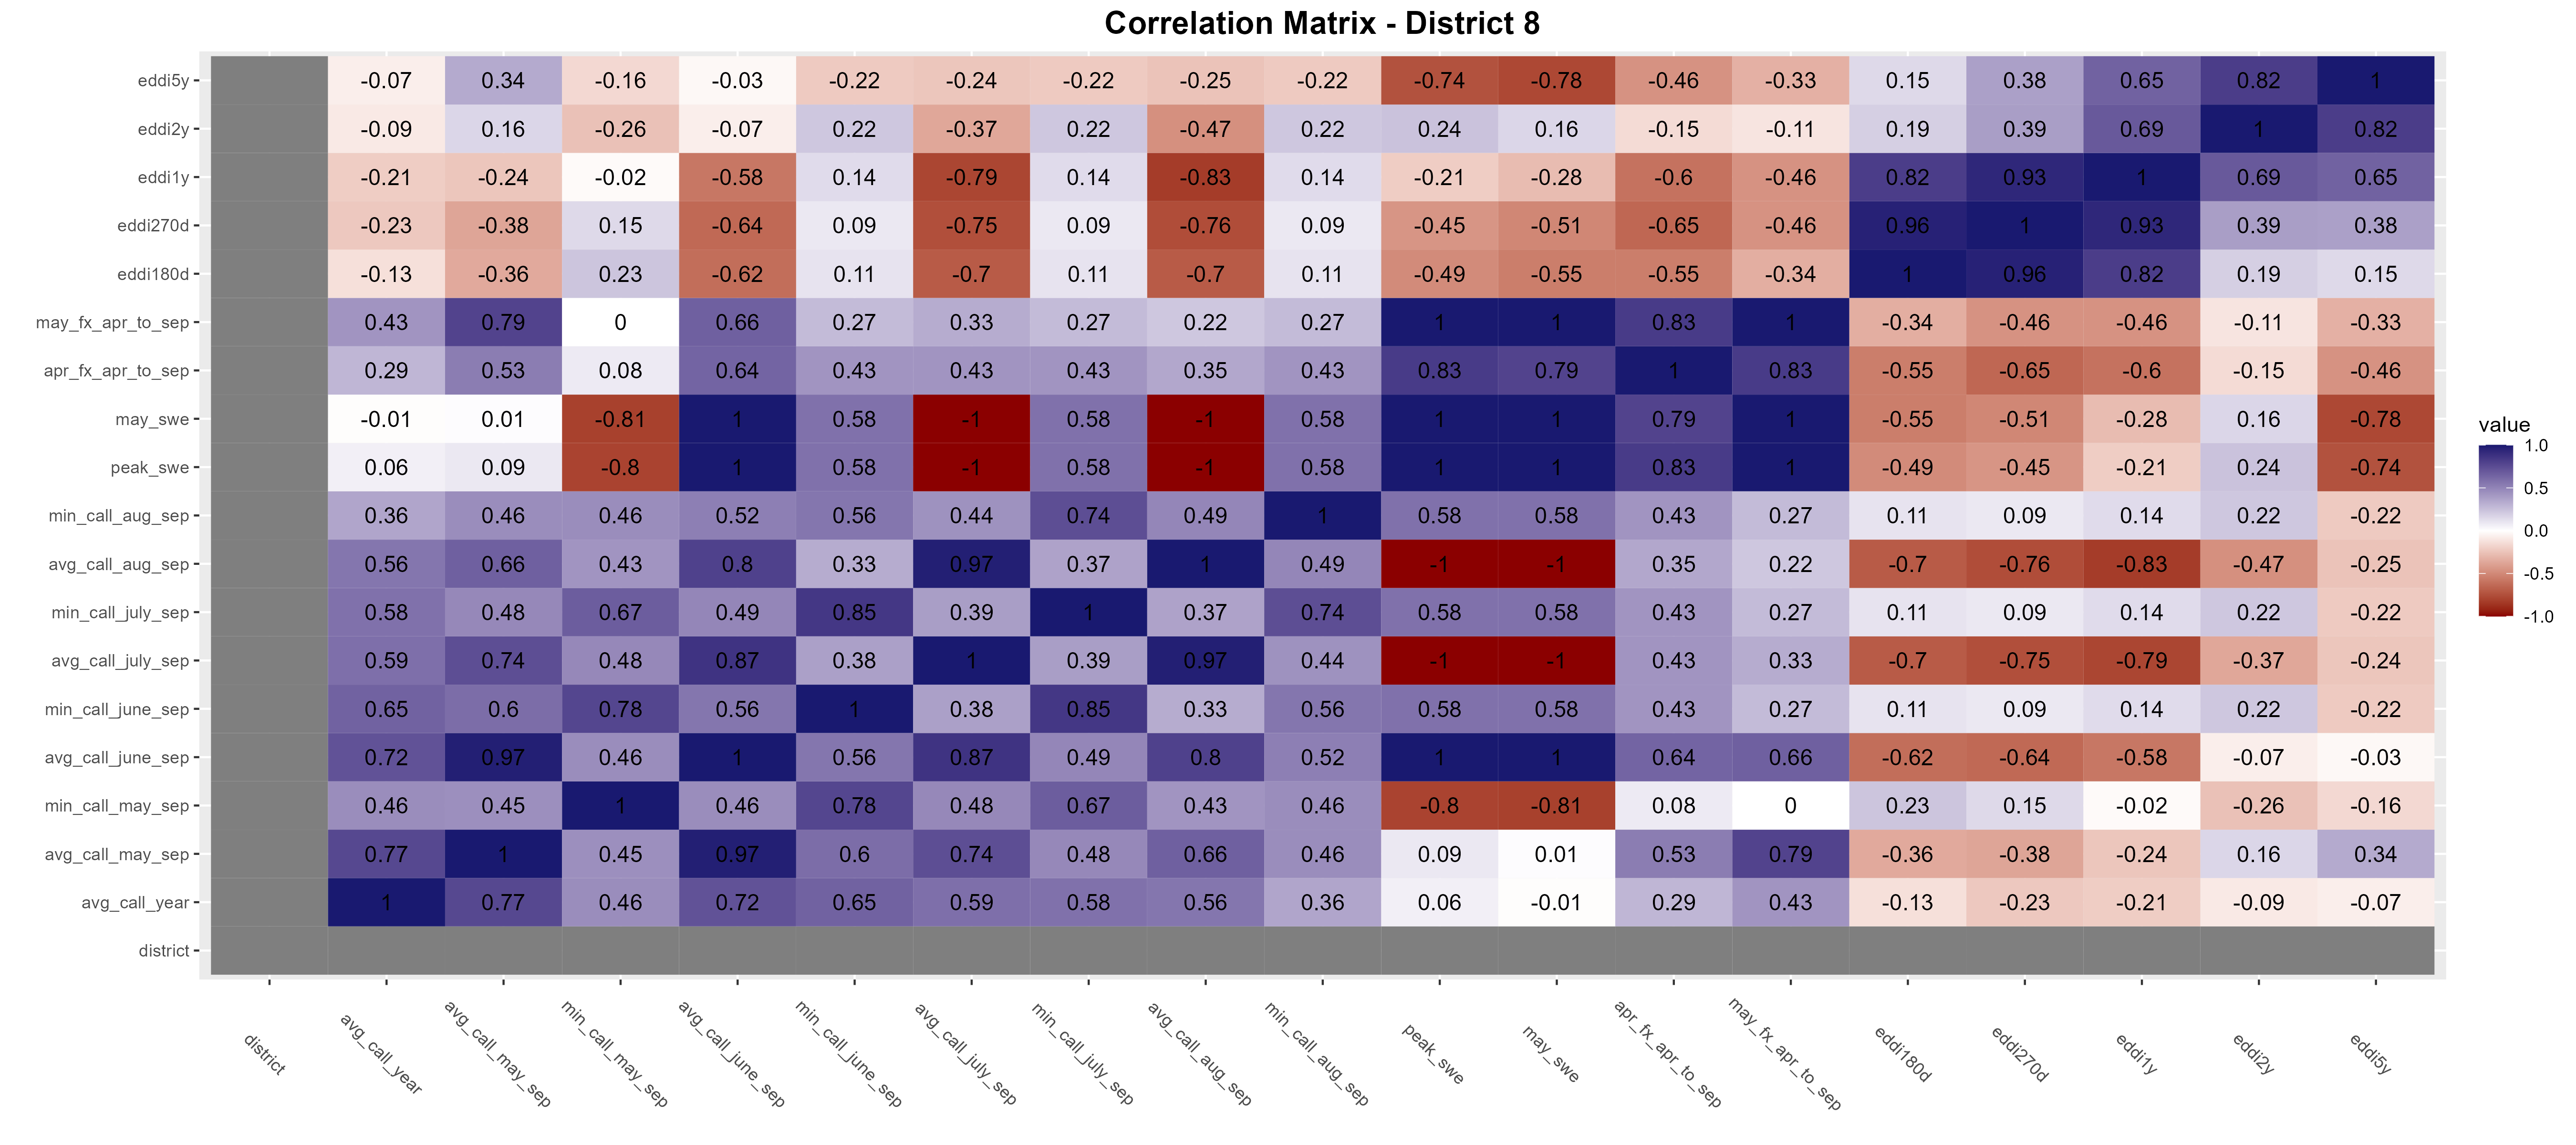 Correlation Matrix - District 8
eddi5y -0.07 0.34 -0.16 -0.03 -0.22 -0.24 -0.22 -0.25 -0.22 -0.74 -0.78 -0.46 -0.33 0.15 0.38 0.65 0.82 1
eddi2y -0.09 0.16 -0.26 -0.07 0.22 -0.37 0.22 -0.47 0.22 0.24 0.16 -0.15 -0.11 0.19 0.39 0.69 1 0.82
eddi1y -0.21 -0.24 -0.02 -0.58 0.14 -0.79 0.14 -0.83 0.14 -0.21 -0.28 -0.6 -0.46 0.82 0.93 1 0.69 0.65
eddi270d -0.23 -0.38 0.15 -0.64 0.09 -0.75 0.09 -0.76 0.09 -0.45 -0.51 -0.65 -0.46 0.96 1 0.93 0.39 0.38
eddi180d -0.13 -0.36 0.23 -0.62 0.11 -0.7 0.11 -0.7 0.11 -0.49 -0.55 -0.55 -0.34 1 0.96 0.82 0.19 0.15
may_fx_apr_to_sep 0.43 0.79 0 0.66 0.27 0.33 0.27 0.22 0.27 1 1 0.83 1 -0.34 -0.46 -0.46 -0.11 -0.33
apr_fx_apr_to_sep 0.29 0.53 0.08 0.64 0.43 0.43 0.43 0.35 0.43 0.83 0.79 1 0.83 -0.55 -0.65 -0.6 -0.15 -0.46
may_swe -0.01 0.01 -0.81 1 0.58 -1 0.58 -1 0.58 1 1 0.79 1 -0.55 -0.51 -0.28 0.16 -0.78
peak_swe 0.06 0.09 -0.8 1 0.58 -1 0.58 -1 0.58 1 1 0.83 1 -0.49 -0.45 -0.21 0.24 -0.74
min_call_aug_sep 0.36 0.46 0.46 0.52 0.56 0.44 0.74 0.49 1 0.58 0.58 0.43 0.27 0.11 0.09 0.14 0.22 -0.22
avg_call_aug_sep 0.56 0.66 0.43 0.8 0.33 0.97 0.37 1 0.49 -1 -1 0.35 0.22 -0.7 -0.76 -0.83 -0.47 -0.25
min_call_july_sep 0.58 0.48 0.67 0.49 0.85 0.39 1 0.37 0.74 0.58 0.58 0.43 0.27 0.11 0.09 0.14 0.22 -0.22
avg_call_july_sep 0.59 0.74 0.48 0.87 0.38 1 0.39 0.97 0.44 -1 -1 0.43 0.33 -0.7 -0.75 -0.79 -0.37 -0.24
min_call_june_sep 0.65 0.6 0.78 0.56 1 0.38 0.85 0.33 0.56 0.58 0.58 0.43 0.27 0.11 0.09 0.14 0.22 -0.22
avg_call_june_sep 0.72 0.97 0.46 1 0.56 0.87 0.49 0.8 0.52 1 1 0.64 0.66 -0.62 -0.64 -0.58 -0.07 -0.03
min_call_may_sep 0.46 0.45 1 0.46 0.78 0.48 0.67 0.43 0.46 -0.8 -0.81 0.08 0 0.23 0.15 -0.02 -0.26 -0.16
avg_call_may_sep 0.77 1 0.45 0.97 0.6 0.74 0.48 0.66 0.46 0.09 0.01 0.53 0.79 -0.36 -0.38 -0.24 0.16 0.34
avg_call_year 1 0.77 0.46 0.72 0.65 0.59 0.58 0.56 0.36 0.06 -0.01 0.29 0.43 -0.13 -0.23 -0.21 -0.09 -0.07
district
district avg_call_year avg_call_may_sep min_call_may_sep avg_call_june_sep min_call_june_sep avg_call_july_sep min_call_july_sep avg_call_aug_sep min_call_aug_sep peak_swe may_swe apr_fx_apr_to_sep may_fx_apr_to_sep eddi180d eddi270d eddi1y eddi2y eddi5y
value
1.0
0.5
0.0
-0.5
-1.0